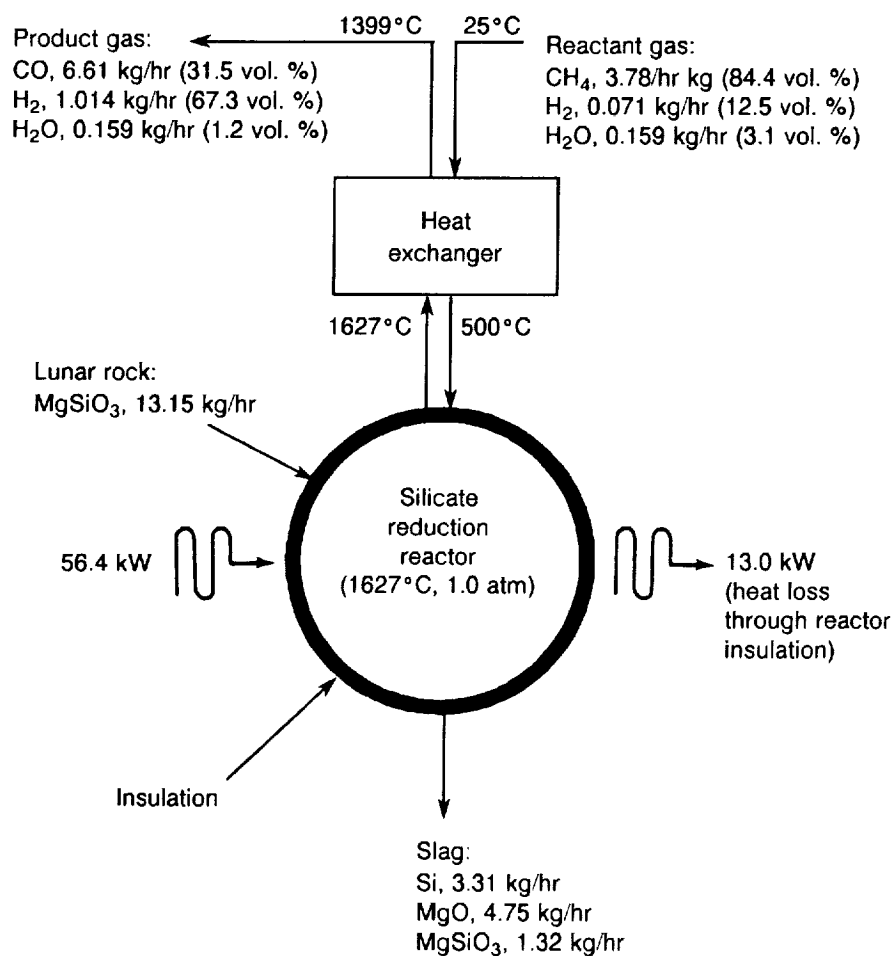 1399°C
25°C
Product gas:
CO, 6.61 kg/hr (31.5 vol. %)
H₂, 1.014 kg/hr (67.3 vol. %)
H₂O, 0.159 kg/hr (1.2 vol. %)
Reactant gas:
CH₄, 3.78/hr kg (84.4 vol. %)
H₂, 0.071 kg/hr (12.5 vol. %)
H₂O, 0.159 kg/hr (3.1 vol. %)
Heat
exchanger
1627°C
500°C
Lunar rock:
MgSiO₃, 13.15 kg/hr
Silicate
reduction
reactor
(1627°C, 1.0 atm)
56.4 kW
13.0 kW
(heat loss
through reactor
insulation)
Insulation
Slag:
Si, 3.31 kg/hr
MgO, 4.75 kg/hr
MgSiO₃, 1.32 kg/hr